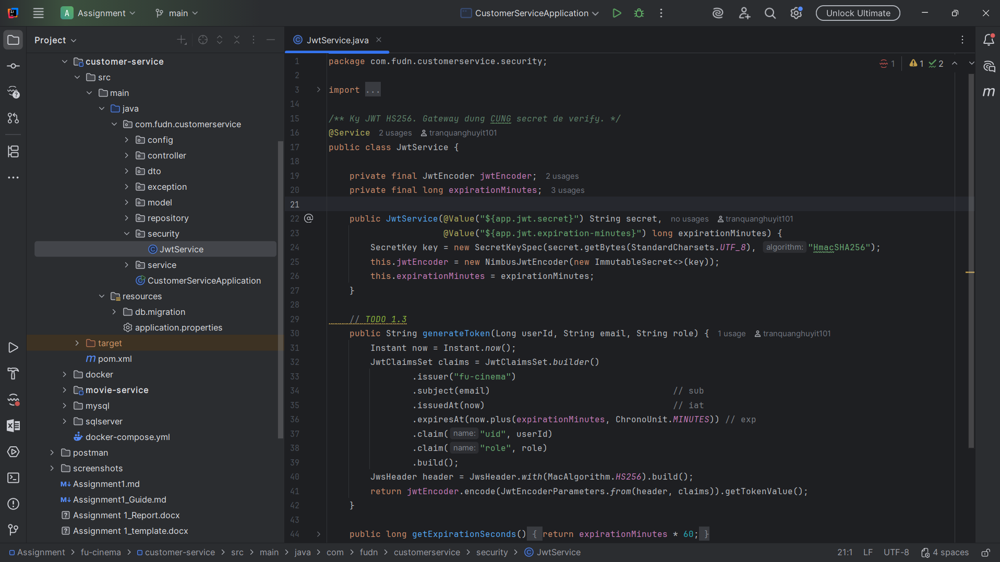 A Assignment main CustomerServiceApplication Unlock Ultimate
Project
JwtService.java
customer-service
src
main
java
com.fudn.customerservice
config
controller
dto
exception
model
repository
security
JwtService
service
CustomerServiceApplication
resources
db.migration
application.properties
target
pom.xml
docker
movie-service
mysql
sqlserver
docker-compose.yml
postman
screenshots
Assignment1.md
Assignment1_Guide.md
Assignment 1_Report.docx
Assignment 1_template.docx
1 1 2
1 package com.fudn.customerservice.security;
2
3 import ...
14
15 /** Ky JWT HS256. Gateway dung CUNG secret de verify. */
16 @Service 2 usages tranquanghuyit101
17 public class JwtService {
18
19 private final JwtEncoder jwtEncoder; 2 usages
20 private final long expirationMinutes; 3 usages
21
22 @ public JwtService(@Value("${app.jwt.secret}") String secret, no usages tranquanghuyit101
23 @Value("${app.jwt.expiration-minutes}") long expirationMinutes) {
24 SecretKey key = new SecretKeySpec(secret.getBytes(StandardCharsets.UTF_8), algorithm: "HmacSHA256");
25 this.jwtEncoder = new NimbusJwtEncoder(new ImmutableSecret<>(key));
26 this.expirationMinutes = expirationMinutes;
27 }
28
29 // TODO 1.3
30 public String generateToken(Long userId, String email, String role) { 1 usage tranquanghuyit101
31 Instant now = Instant.now();
32 JwtClaimsSet claims = JwtClaimsSet.builder()
33 .issuer("fu-cinema")
34 .subject(email) // sub
35 .issuedAt(now) // iat
36 .expiresAt(now.plus(expirationMinutes, ChronoUnit.MINUTES)) // exp
37 .claim( name: "uid", userId)
38 .claim( name: "role", role)
39 .build();
40 JwsHeader header = JwsHeader.with(MacAlgorithm.HS256).build();
41 return jwtEncoder.encode(JwtEncoderParameters.from(header, claims)).getTokenValue();
42 }
43
44 public long getExpirationSeconds() { return expirationMinutes * 60; }
Assignment > fu-cinema > customer-service > src > main > java > com > fudn > customerservice > security > JwtService 21:1 LF UTF-8 4 spaces